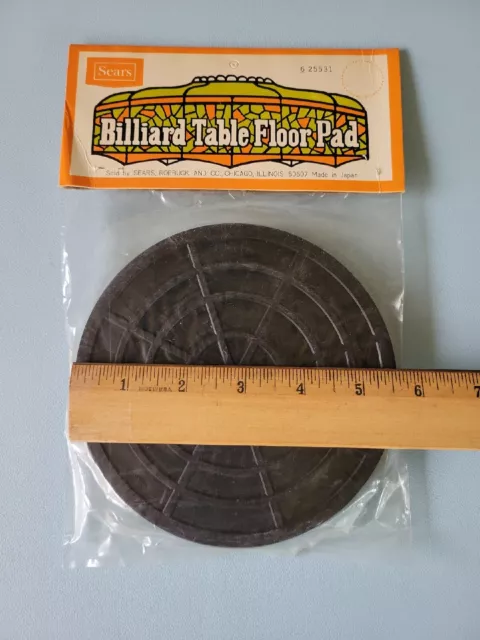 Sears
6 25531
Billiard Table Floor Pad
Sold by SEARS, ROEBUCK AND CO., CHICAGO, ILLINOIS, 60607 Made in Japan
1 2 3 4 5 6 7